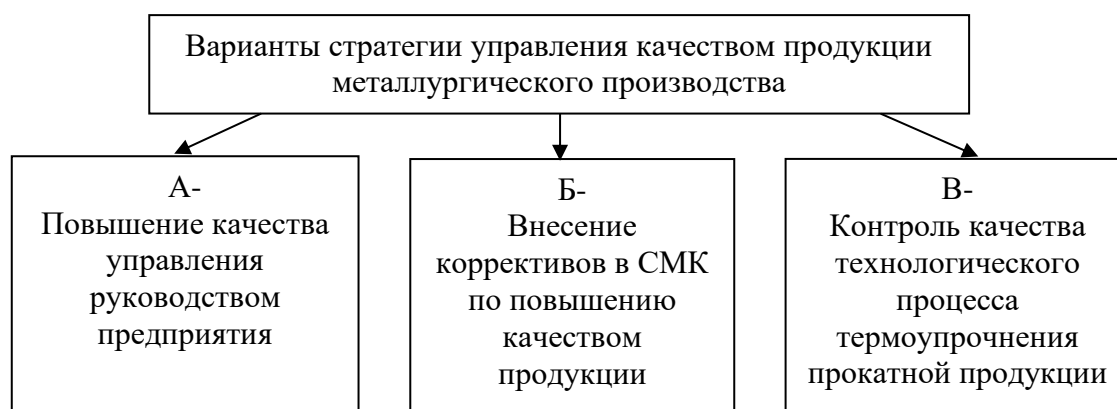 Варианты стратегии управления качеством продукции
металлургического производства
А-
Повышение качества
управления
руководством
предприятия
Б-
Внесение
коррективов в СМК
по повышению
качеством
продукции
В-
Контроль качества
технологического
процесса
термоупрочнения
прокатной продукции